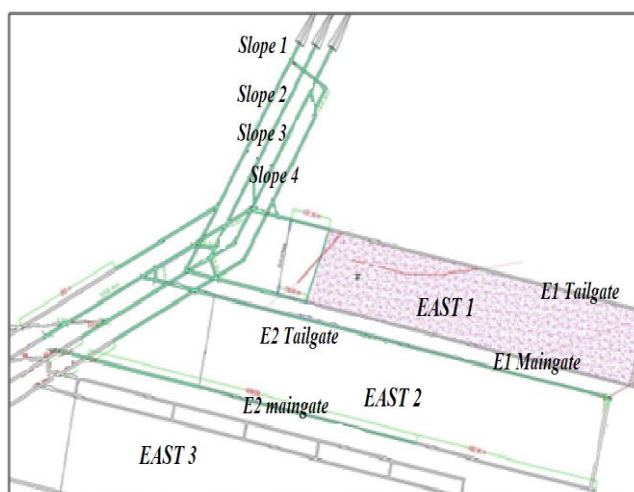 Slope 1
Slope 2
Slope 3
Slope 4
E1 Tailgate
EAST 1
E2 Tailgate
E1 Maingate
EAST 2
E2 maingate
EAST 3